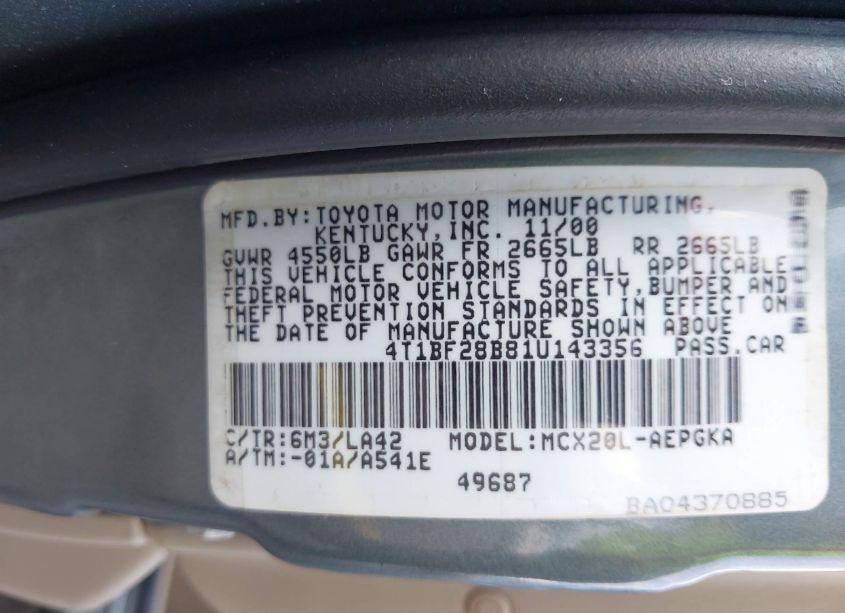 MFD.BY:TOYOTA MOTOR MANUFACTURING,
KENTUCKY,INC. 11/00
GVWR 4550LB GAWR FR 2665LB RR 2665LB
THIS VEHICLE CONFORMS TO ALL APPLICABLE
FEDERAL MOTOR VEHICLE SAFETY,BUMPER AND
THEFT PREVENTION STANDARDS IN EFFECT ON
THE DATE OF MANUFACTURE SHOWN ABOVE
4T1BF28B81U143356 PASS.CAR
C/TR:6M3/LA42 MODEL:MCX20L-AEPGKA
A/TM:-01A/A541E
49687
BA04370885